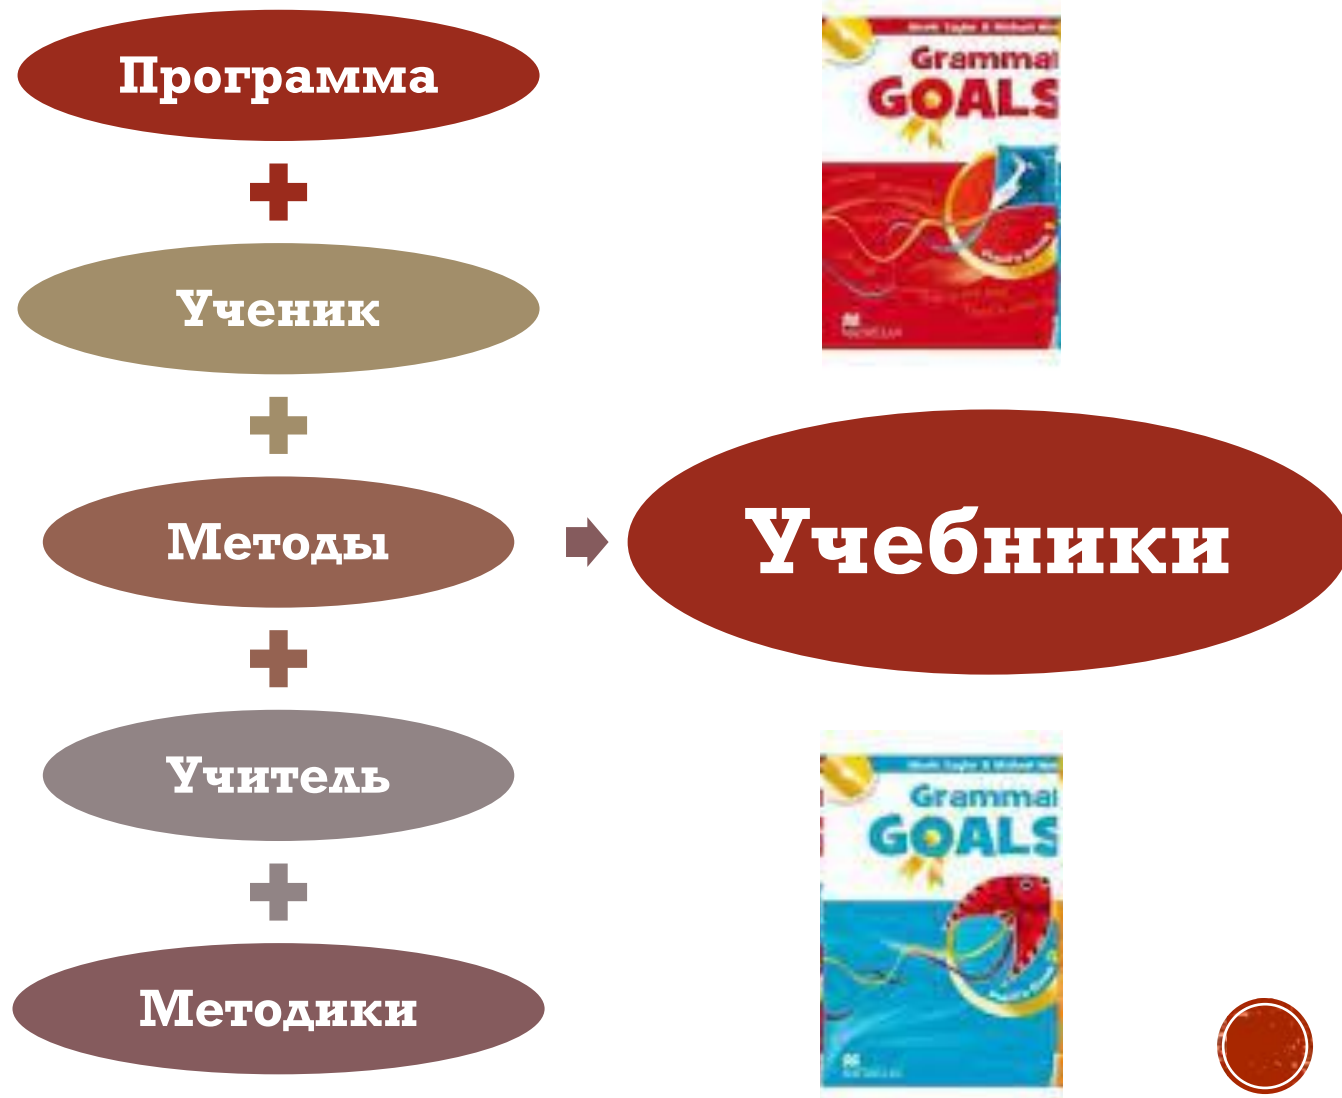 Программа
Ученик
Методы
Учитель
Методики
Grammar
GOALS
Учебники
Grammar
GOALS